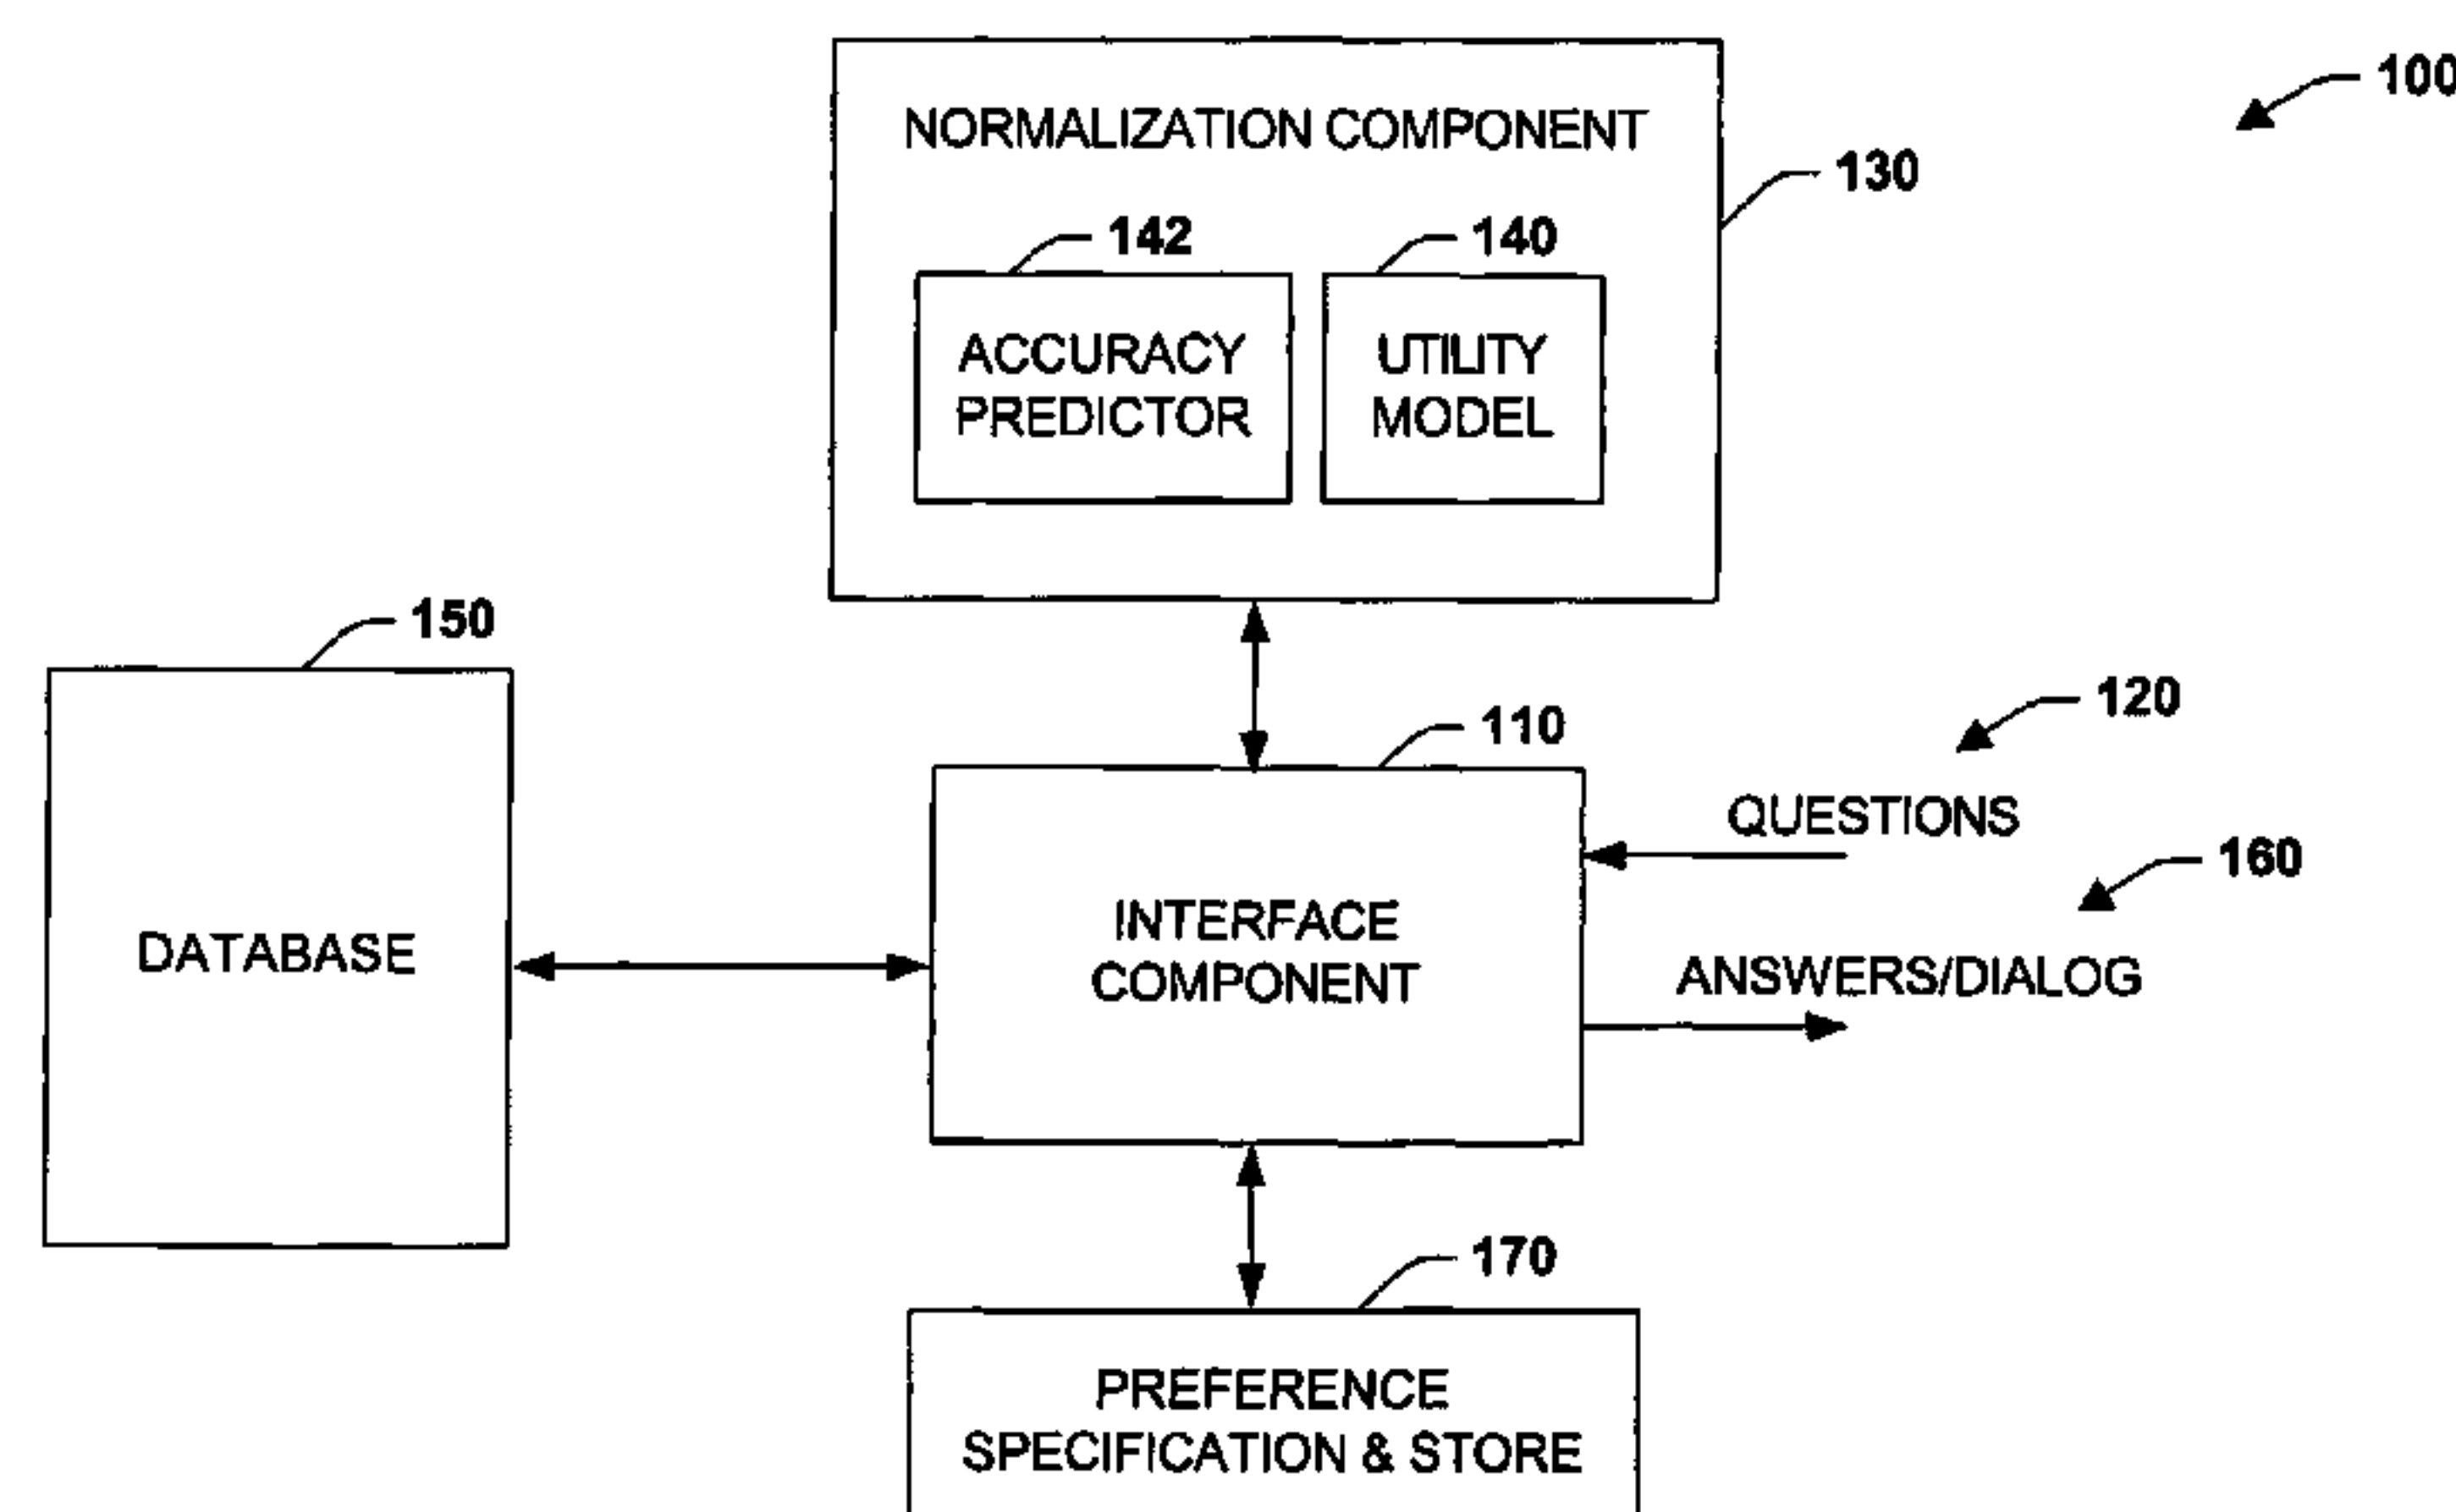 100
NORMALIZATION COMPONENT
130
142
140
ACCURACY
PREDICTOR
UTILITY
MODEL
150
120
110
QUESTIONS
160
DATABASE
INTERFACE
COMPONENT
ANSWERS/DIALOG
170
PREFERENCE
SPECIFICATION & STORE